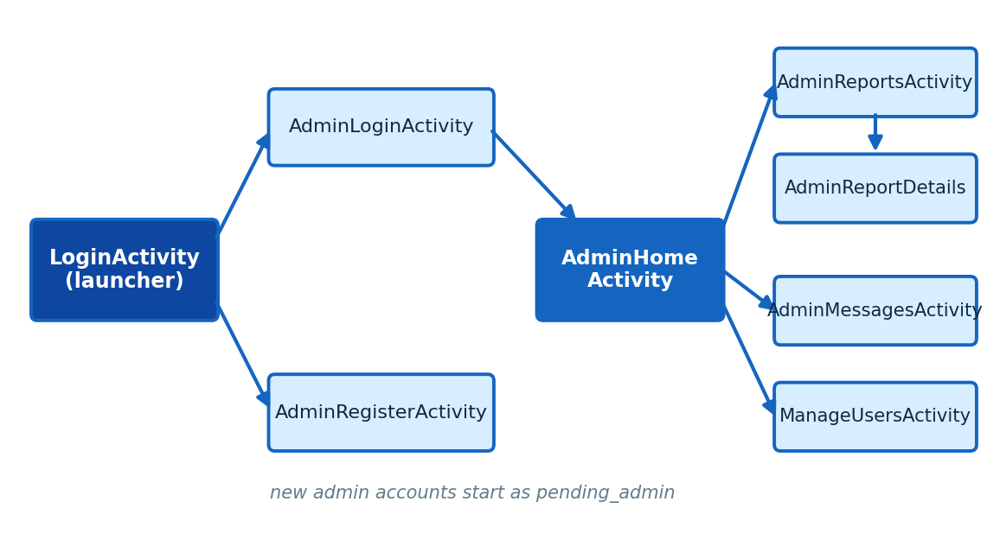 LoginActivity
(launcher)
AdminLoginActivity
AdminRegisterActivity
AdminHome
Activity
AdminReportsActivity
AdminReportDetails
AdminMessagesActivity
ManageUsersActivity
new admin accounts start as pending_admin